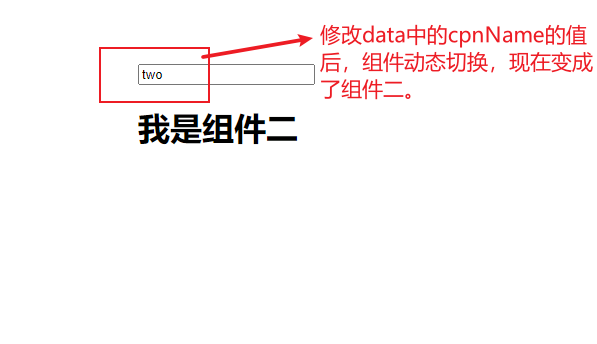 修改data中的cpnName的值
后，组件动态切换，现在变成
了组件二。
two
我是组件二